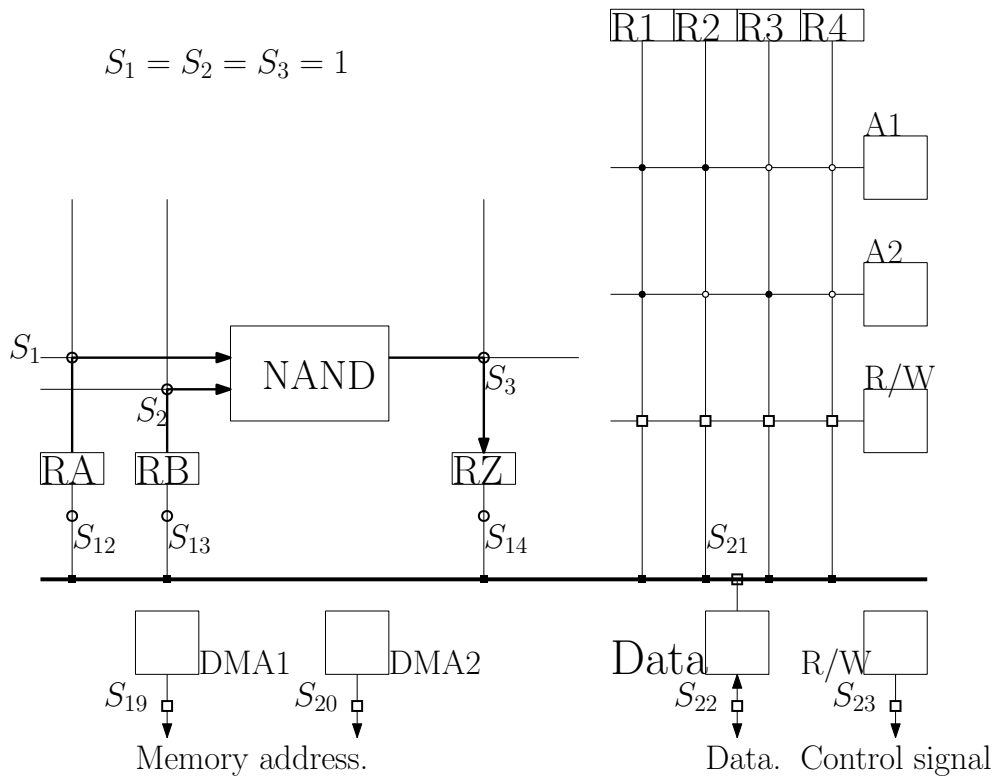 R1 R2 R3 R4
S₁ = S₂ = S₃ = 1
A1
A2
S₁
NAND
S₃
R/W
S₂
RA RB RZ
S₁₂ S₁₃ S₁₄ S₂₁
DMA1 DMA2 Data R/W
S₁₉ S₂₀ S₂₂ S₂₃
Memory address. Data. Control signal